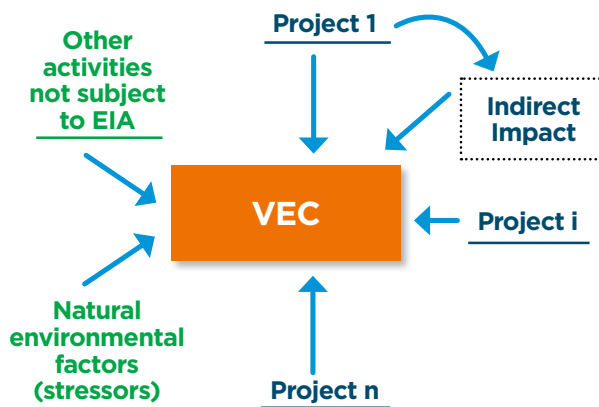 Project 1
Other
activities
not subject
to EIA
Indirect
Impact
VEC
Project i
Natural
environmental
factors
(stressors)
Project n